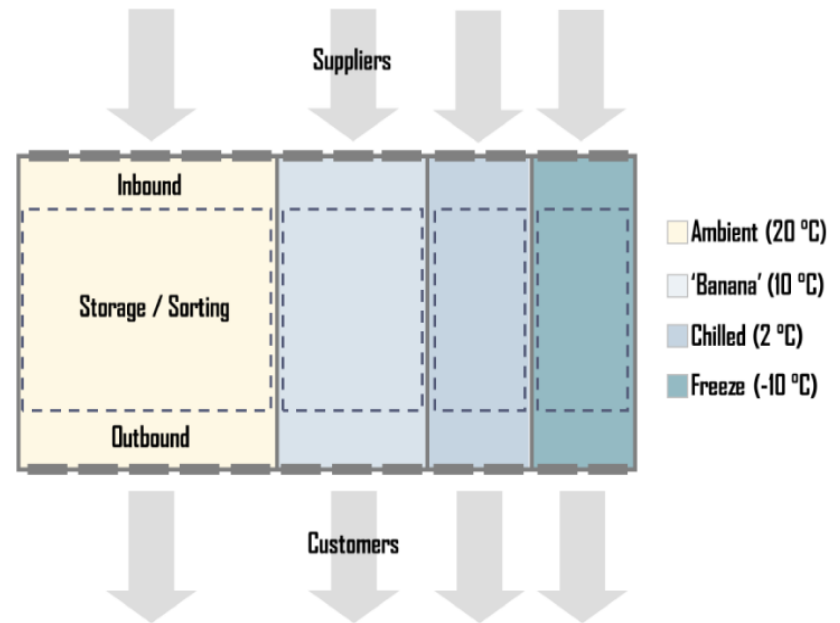 Suppliers
Inbound
Storage / Sorting
Outbound
Customers
Ambient (20 °C)
‘Banana’ (10 °C)
Chilled (2 °C)
Freeze (-10 °C)